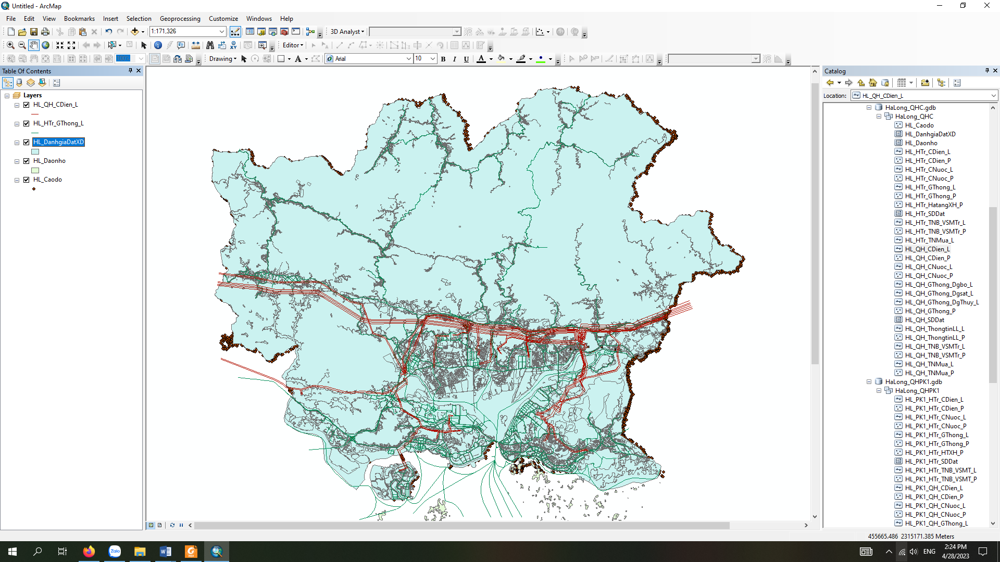 Untitled - ArcMap
File Edit View Bookmarks Insert Selection Geoprocessing Customize Windows Help
1:171,326
3D Analyst
Editor
100%
Drawing
Arial
10
B I U A
Table Of Contents
Layers
HL_QH_CDien_L
HL_HTr_GThong_L
HL_DanhgiaDatXD
HL_Daonho
HL_Caodo
Catalog
Location: HL_QH_CDien_L
HaLong_QHC.gdb
HaLong_QHC
HL_Caodo
HL_DanhgiaDatXD
HL_Daonho
HL_HTr_CDien_L
HL_HTr_CDien_P
HL_HTr_CNuoc_L
HL_HTr_CNuoc_P
HL_HTr_GThong_L
HL_HTr_GThong_P
HL_HTr_HatangXH_P
HL_HTr_SDDat
HL_HTr_TNB_VSMTr_L
HL_HTr_TNB_VSMTr_P
HL_HTr_TNMua_L
HL_QH_CDien_L
HL_QH_CDien_P
HL_QH_CNuoc_L
HL_QH_CNuoc_P
HL_QH_GThong_Dgbo_L
HL_QH_GThong_Dgsat_L
HL_QH_GThong_DgThuy_L
HL_QH_GThong_P
HL_QH_SDDat
HL_QH_ThongtinLL_L
HL_QH_ThongtinLL_P
HL_QH_TNB_VSMTr_L
HL_QH_TNB_VSMTr_P
HL_QH_TNMua_L
HL_QH_TNMua_P
HaLong_QHPK1.gdb
HaLong_QHPK1
HL_PK1_HTr_CDien_L
HL_PK1_HTr_CDien_P
HL_PK1_HTr_CNuoc_L
HL_PK1_HTr_CNuoc_P
HL_PK1_HTr_GThong_L
HL_PK1_HTr_GThong_P
HL_PK1_HTr_HTXH_P
HL_PK1_HTr_SDDat
HL_PK1_HTr_TNB_VSMT_L
HL_PK1_HTr_TNB_VSMT_P
HL_PK1_QH_CDien_L
HL_PK1_QH_CDien_P
HL_PK1_QH_CNuoc_L
HL_PK1_QH_CNuoc_P
HL_PK1_QH_GThong_L
455665.486 2315171.385 Meters
Zalo
PDF
ENG
2:24 PM
4/28/2023